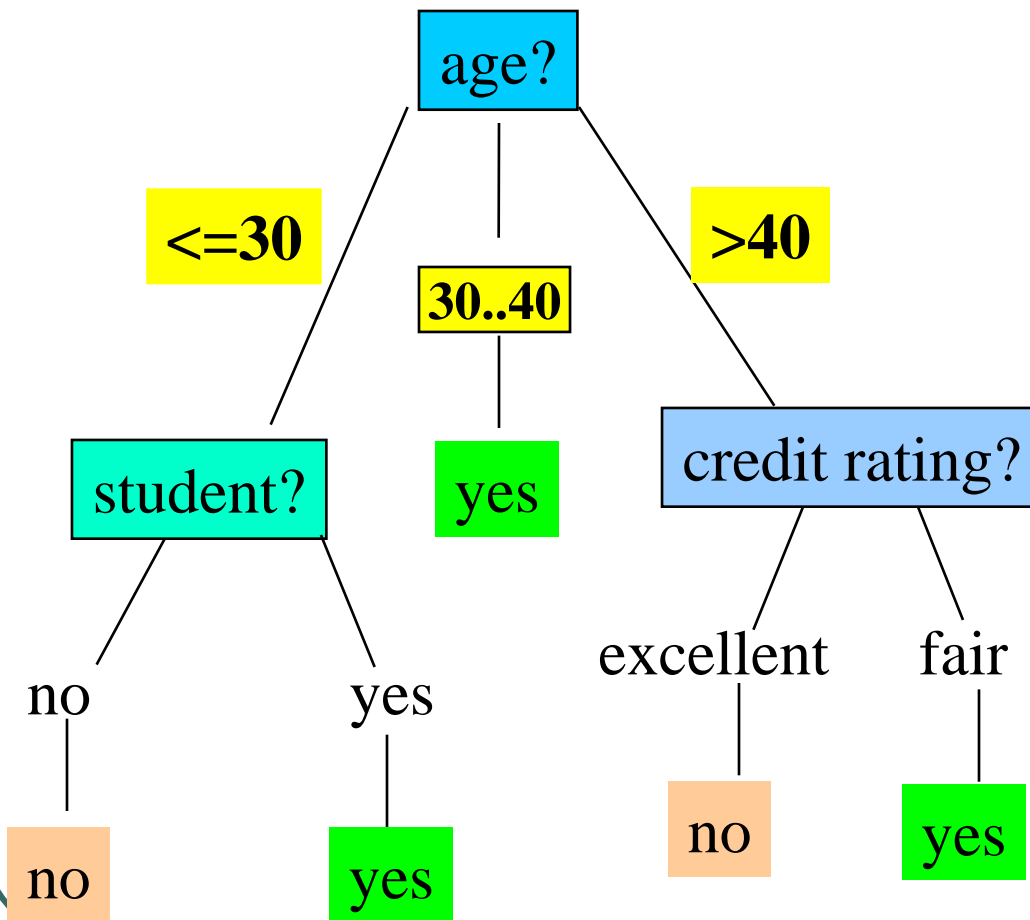 age?
<=30
>40
30..40
student?
yes
credit rating?
no
yes
excellent
fair
no
yes
no
yes